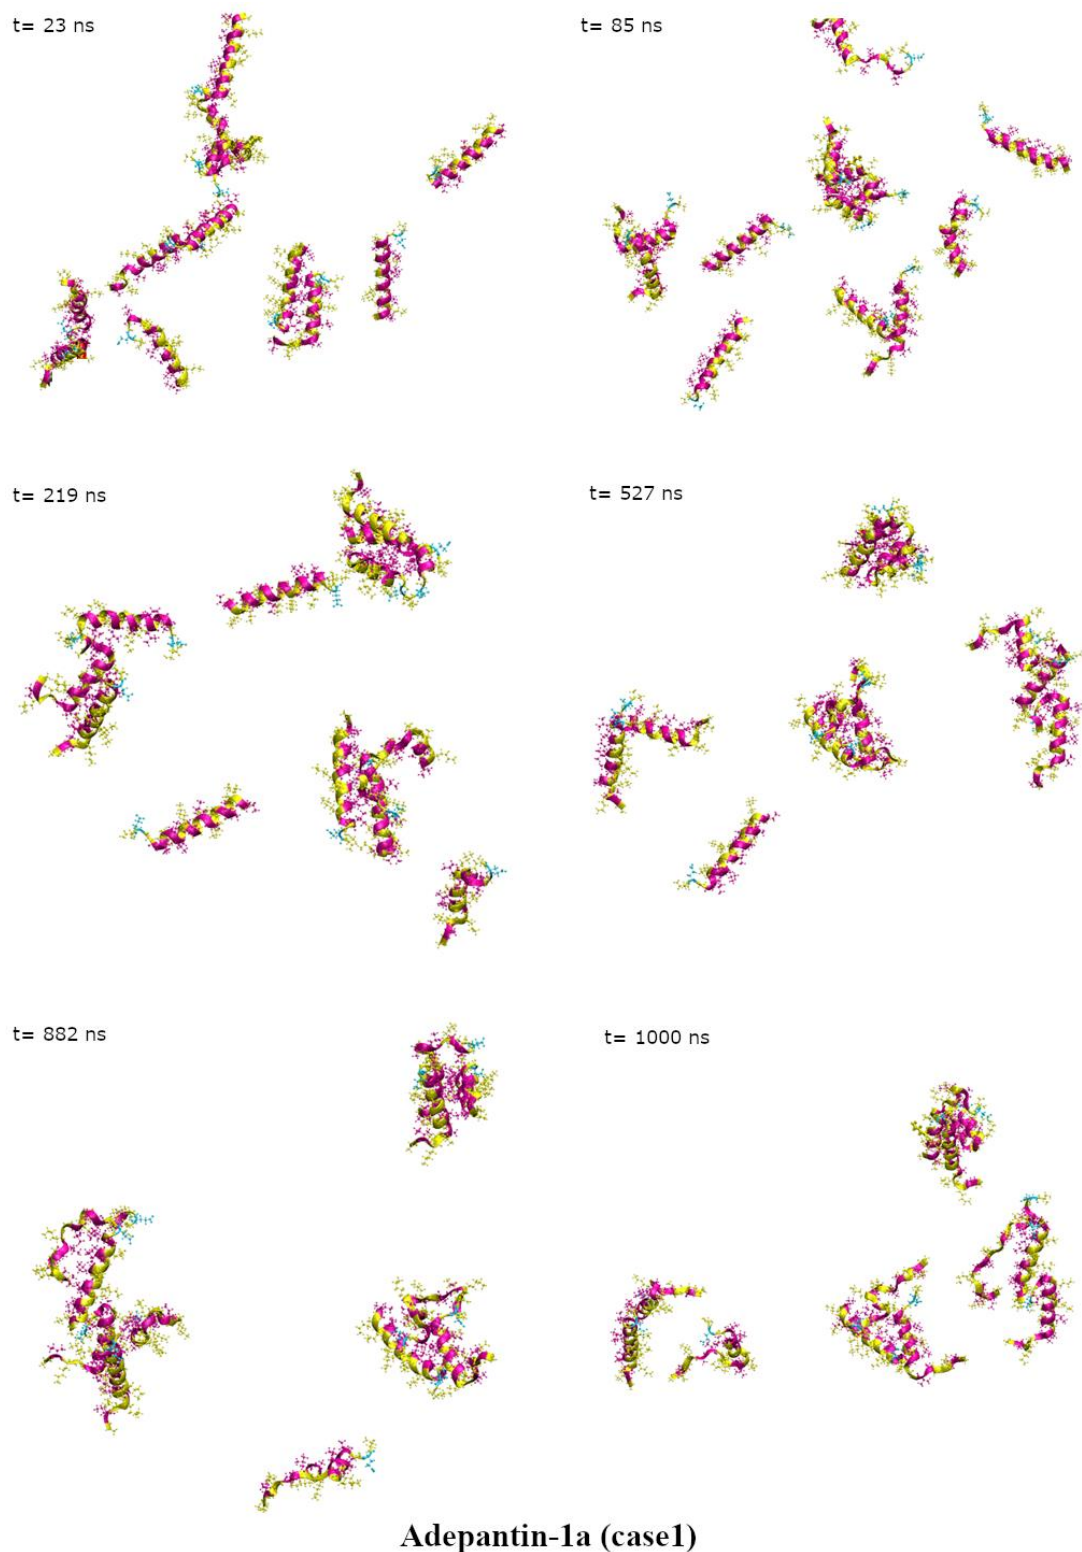 t= 23 ns
t= 85 ns
t= 219 ns
t= 527 ns
t= 882 ns
t= 1000 ns
Adepantin-1a (case1)